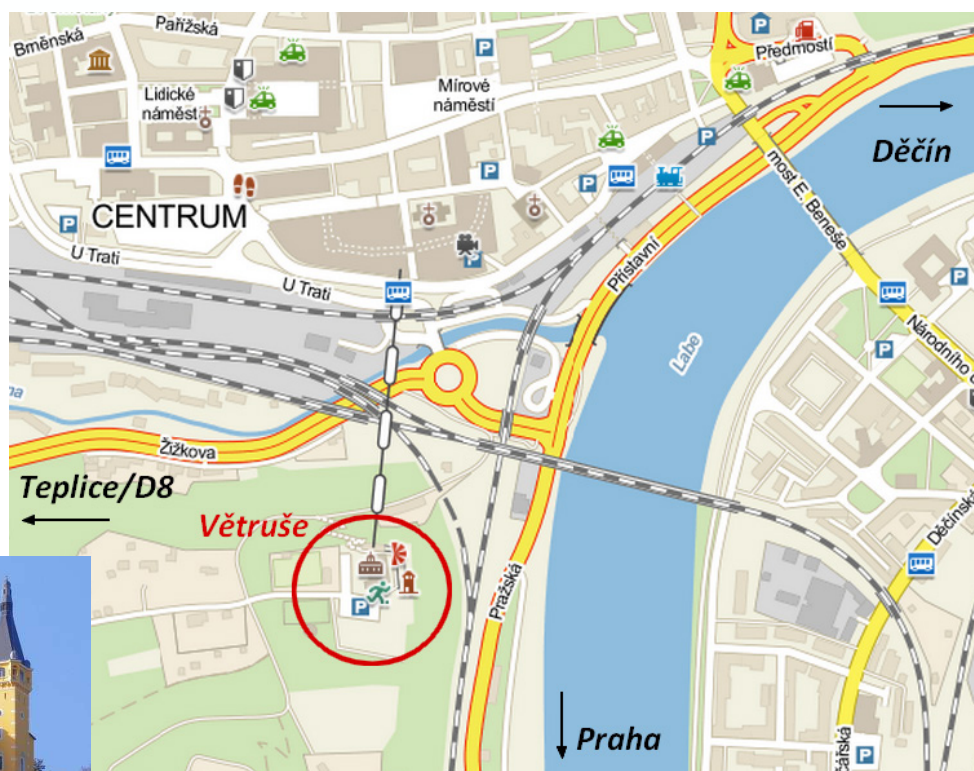 Pařížská
Brněnská
Předmostí
Lidické
náměstí
Mírové
náměstí
Děčín
most E. Beneše
CENTRUM
U Trati
U Trati
Přístavní
Labe
Národního
Žižkova
Teplice/D8
Větruše
Děčínská
Pražská
Praha
P
P
P
P
P
P
P
P
P
P
P